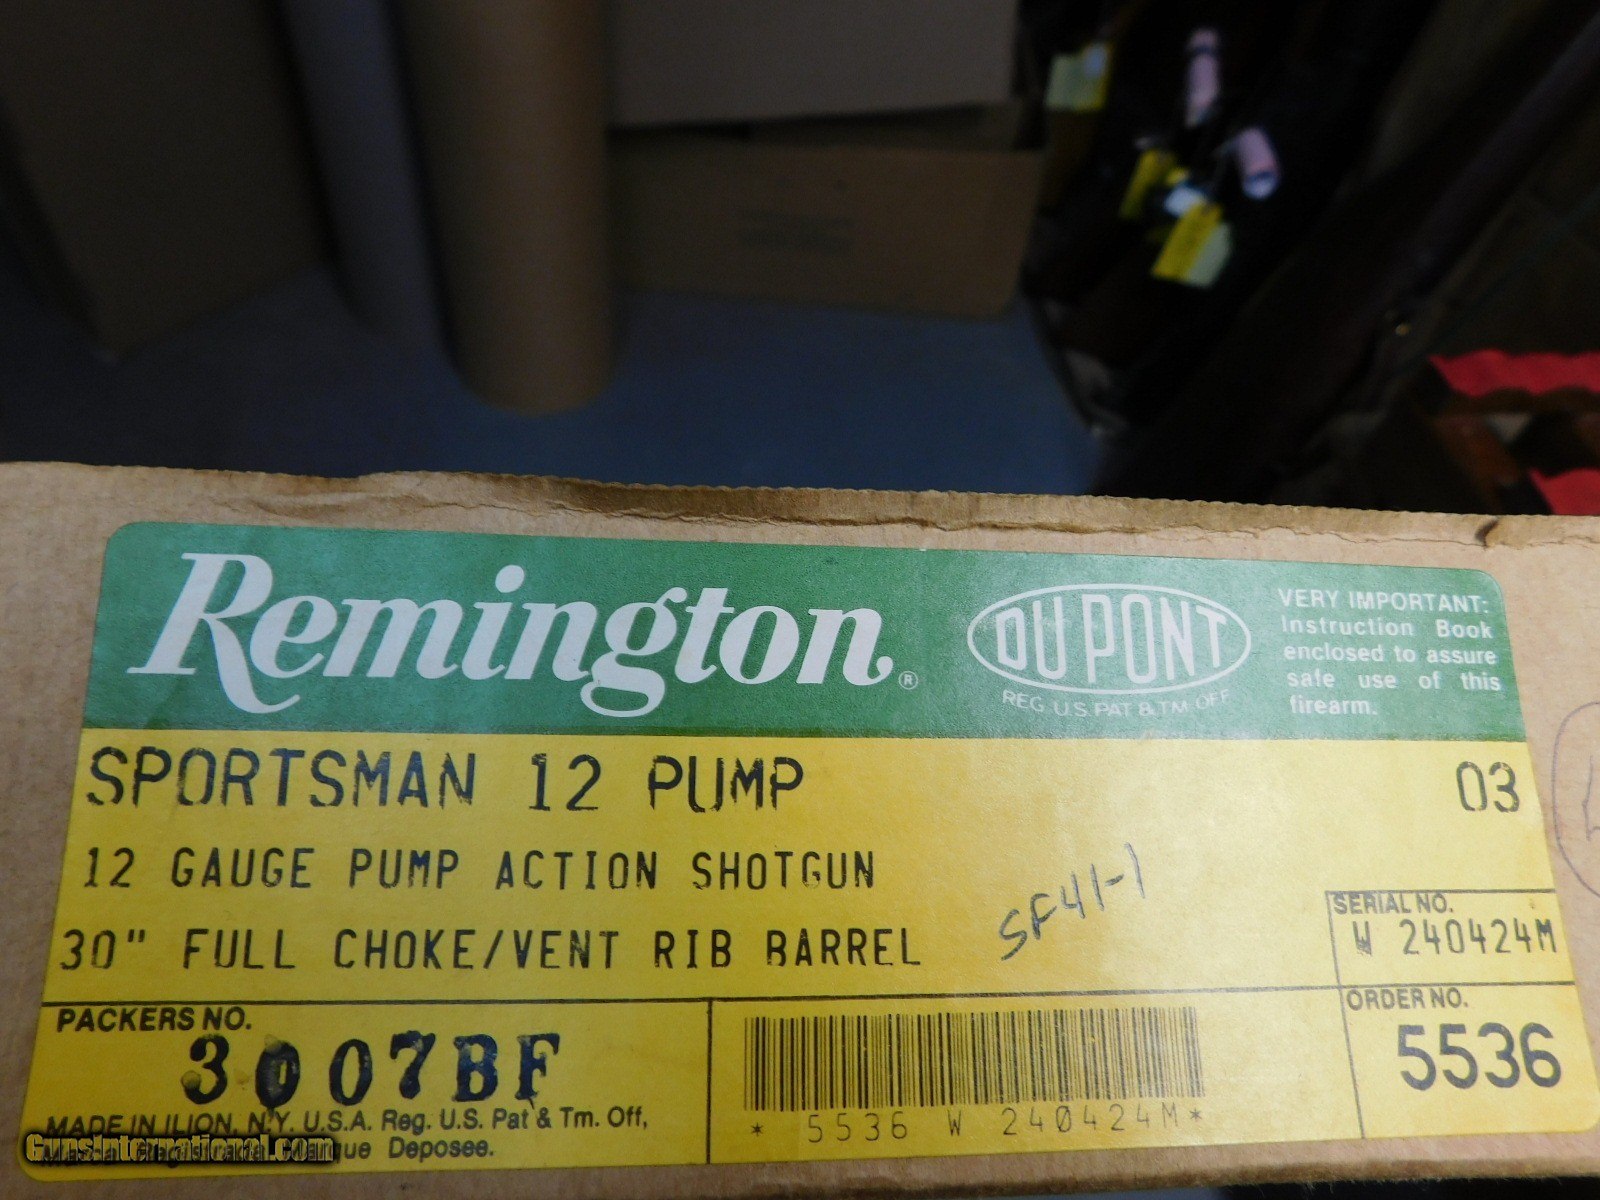 Remington®
DU PONT
REG. U.S. PAT & TM. OFF.
VERY IMPORTANT:
Instruction Book
enclosed to assure
safe use of this
firearm.
SPORTSMAN 12 PUMP
03
12 GAUGE PUMP ACTION SHOTGUN
SF41-1
30" FULL CHOKE/VENT RIB BARREL
SERIAL NO.
W 240424M
PACKERS NO.
3007BF
ORDER NO.
5536
* 5536 W 240424M*
MADE IN ILION, N.Y. U.S.A. Reg. U.S. Pat & Tm. Off,
Deposee.
GunsInternational.com